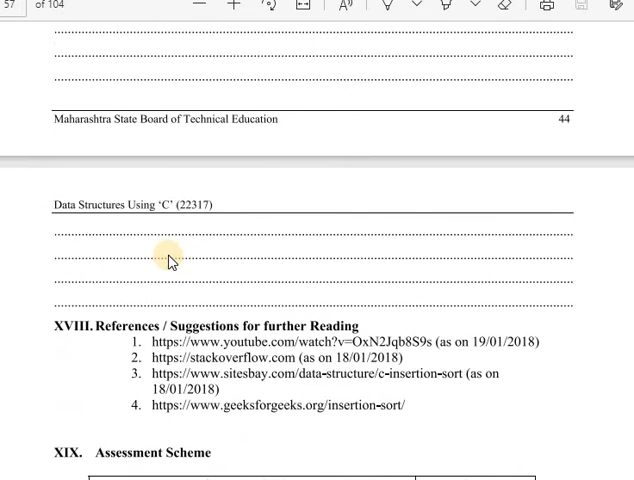 57 of 104
Maharashtra State Board of Technical Education 44
Data Structures Using ‘C’ (22317)
XVIII. References / Suggestions for further Reading
1. https://www.youtube.com/watch?v=OxN2Jqb8S9s (as on 19/01/2018)
2. https://stackoverflow.com (as on 18/01/2018)
3. https://www.sitesbay.com/data-structure/c-insertion-sort (as on
18/01/2018)
4. https://www.geeksforgeeks.org/insertion-sort/
XIX. Assessment Scheme